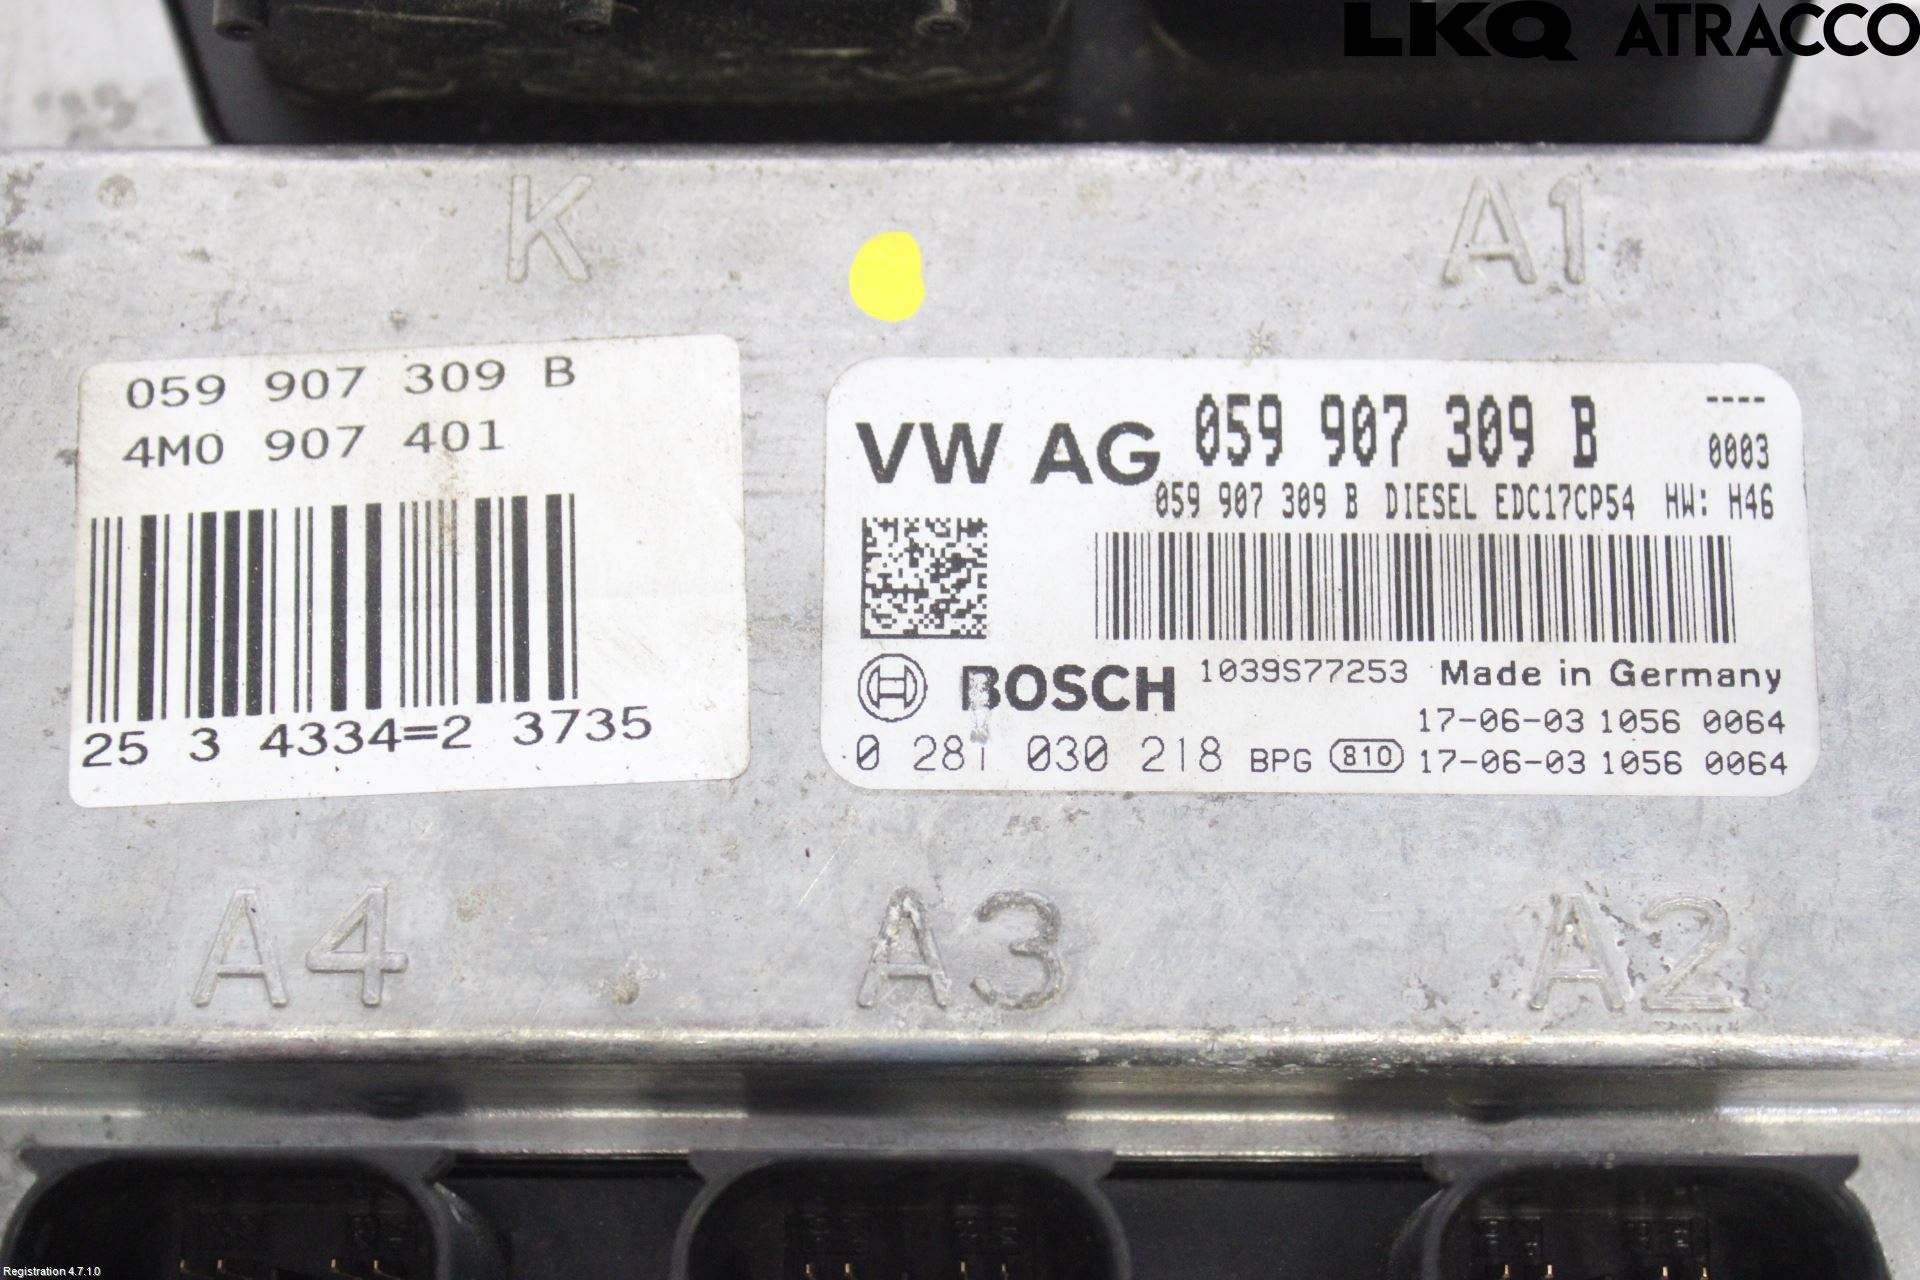 LKQ ATRACCO
K
A1
059 907 309 B
4M0 907 401
25 3 4334=2 3735
VW AG 059 907 309 B ----
0003
059 907 309 B DIESEL EDC17CP54 HW: H46
BOSCH 1039S77253 Made in Germany
17-06-03 1056 0064
0 281 030 218 BPG 810 17-06-03 1056 0064
A4
A3
A2
Registration 4.7.1.0